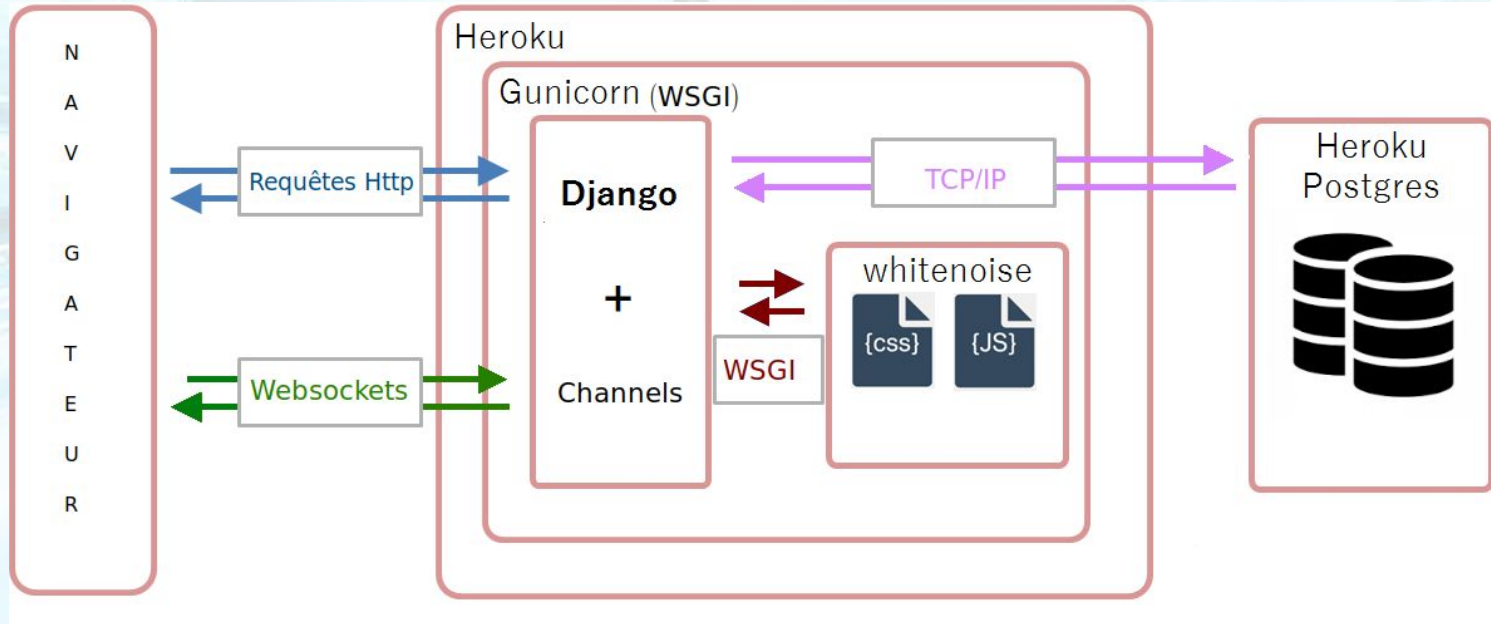 N
A
V
I
G
A
T
E
U
R
Requêtes Http
Websockets
Heroku
Gunicorn (WSGI)
Django
+
Channels
TCP/IP
WSGI
whitenoise
{css}
{JS}
Heroku
Postgres